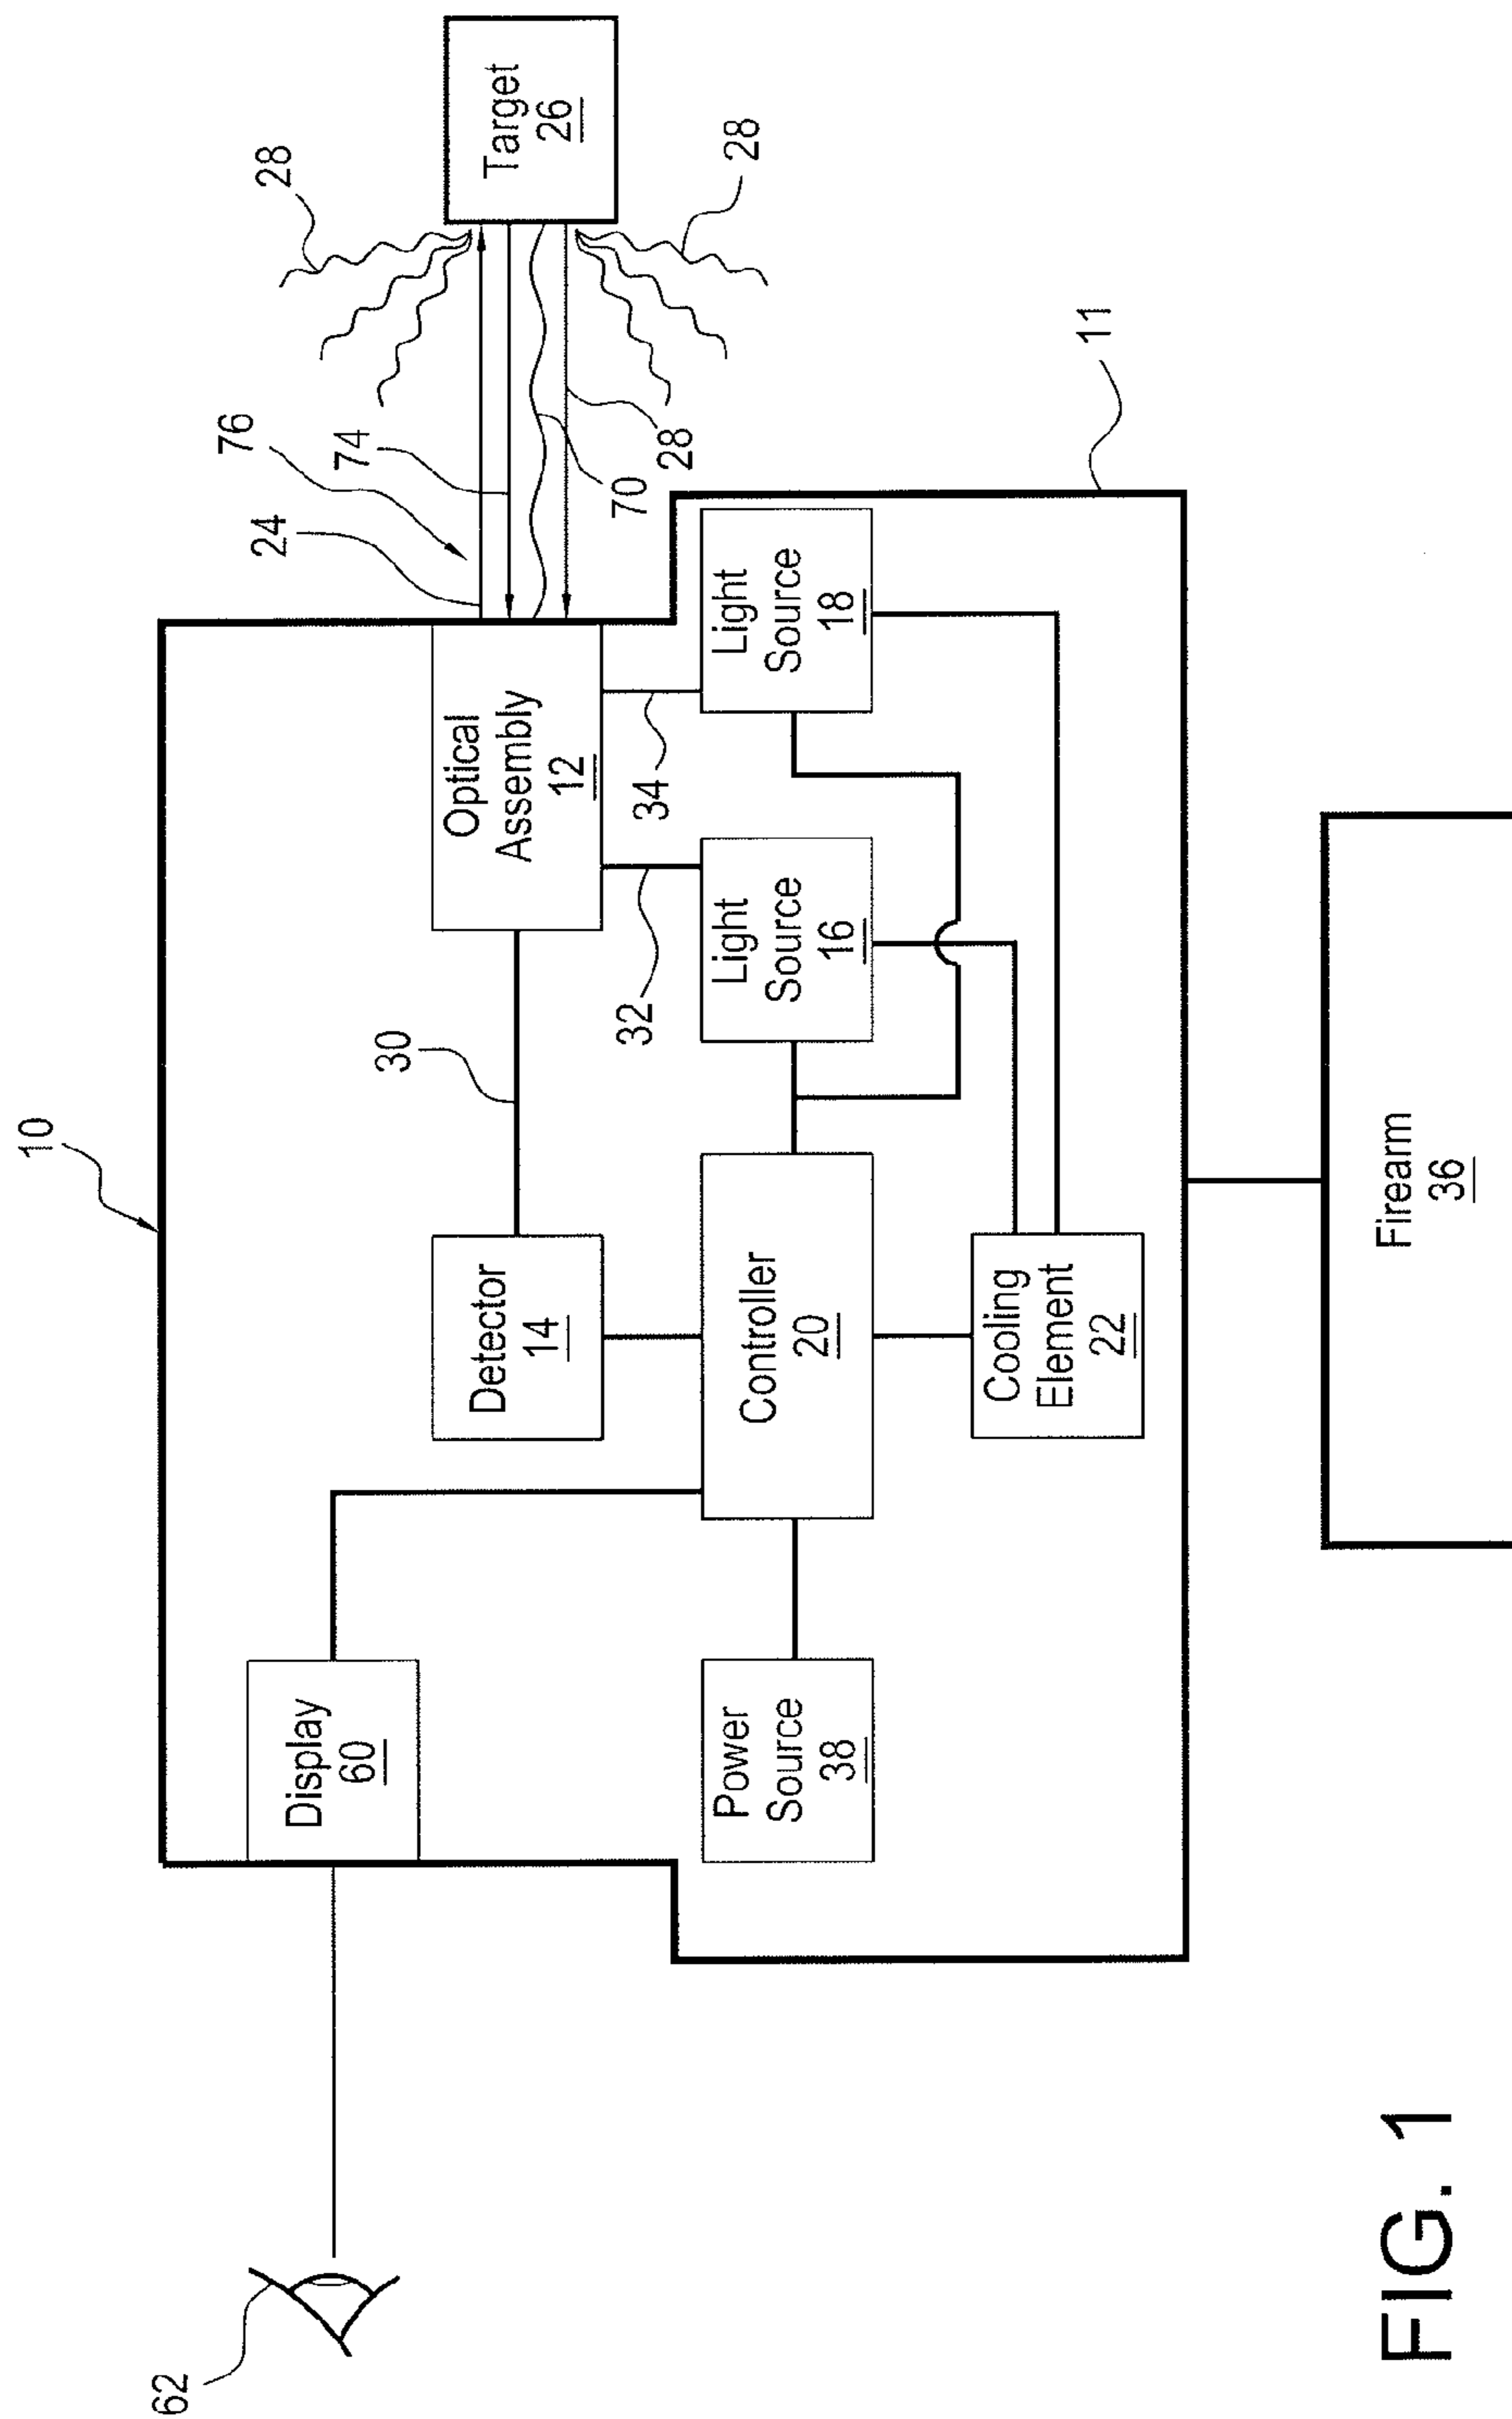 10
62
Display
60
Power
Source
38
Detector
14
Controller
20
Cooling
Element
22
30
32
34
Optical
Assembly
12
Light
Source
16
Light
Source
18
24
76
74
70
28
28
28
Target
26
11
Firearm
36
FIG. 1